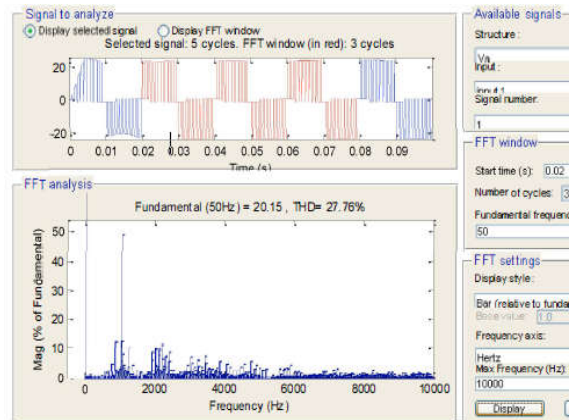 Signal to analyze
Display selected signal Display FFT window
Selected signal: 5 cycles. FFT window (in red): 3 cycles
20
0
-20
0 0.01 0.02 0.03 0.04 0.05 0.06 0.07 0.08 0.09
Time (s)
FFT analysis
Fundamental (50Hz) = 20.15 , THD= 27.76%
Mag (% of Fundamental)
50
40
30
20
10
0
0 2000 4000 6000 8000 10000
Frequency (Hz)
Available signals
Structure :
Vn
Input :
input 1
Signal number:
1
FFT window
Start time (s): 0.02
Number of cycles: 3
Fundamental frequenc
50
FFT settings
Display style :
Bar (relative to funda
Base value: 1.0
Frequency axis:
Hertz
Max Frequency (Hz):
10000
Display